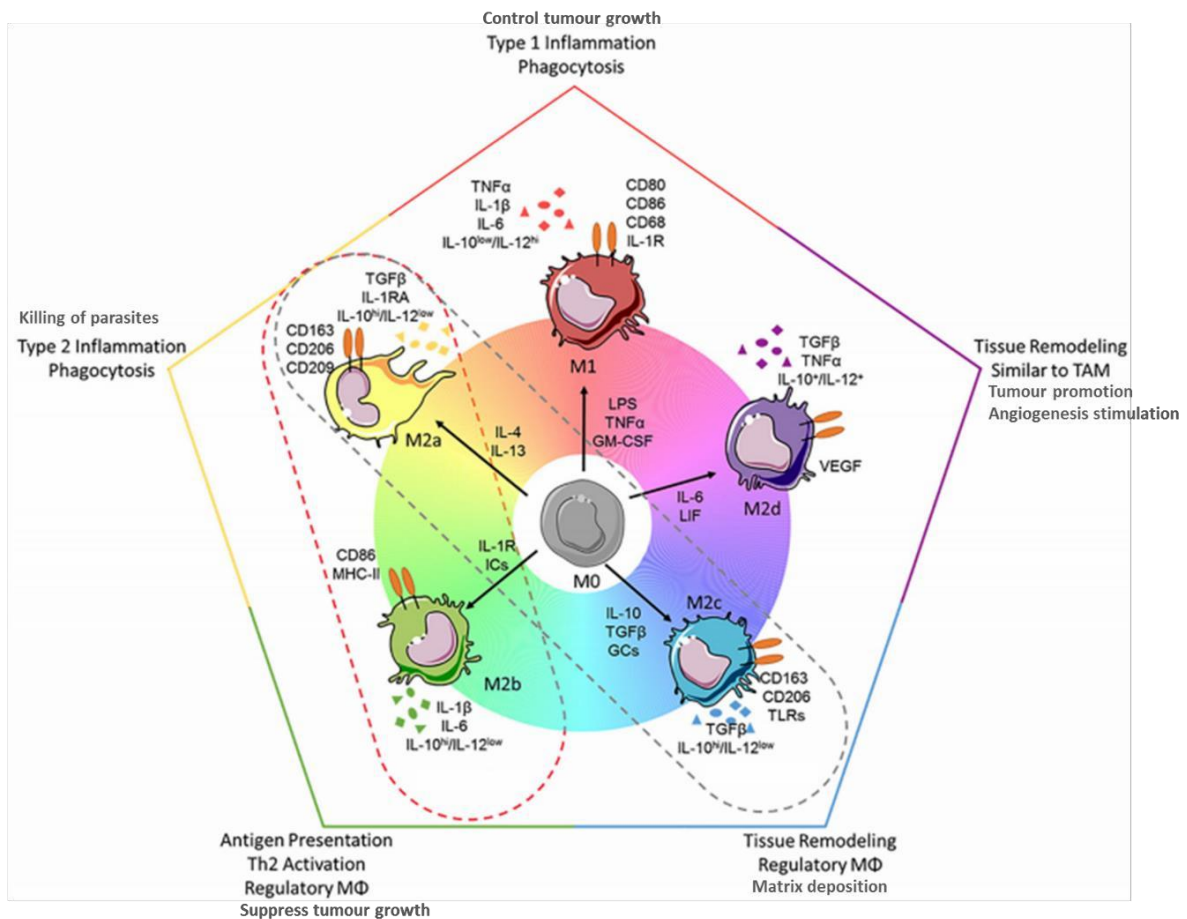 Control tumour growth
Type 1 Inflammation
Phagocytosis
TNFα
IL-1β
IL-6
IL-10ˡᵒʷ/IL-12ʰⁱ
CD80
CD86
CD68
IL-1R
M1
LPS
TNFα
GM-CSF
TGFβ
IL-1RA
IL-10ʰⁱ/IL-12ˡᵒʷ
CD163
CD206
CD209
M2a
IL-4
IL-13
Killing of parasites
Type 2 Inflammation
Phagocytosis
TGFβ
TNFα
IL-10⁺/IL-12⁺
VEGF
M2d
IL-6
LIF
Tissue Remodeling
Similar to TAM
Tumour promotion
Angiogenesis stimulation
M0
IL-1R
ICs
CD86
MHC-II
M2b
IL-1β
IL-6
IL-10ʰⁱ/IL-12ˡᵒʷ
IL-10
TGFβ
GCs
M2c
CD163
CD206
TLRs
TGFβ
IL-10ʰⁱ/IL-12ˡᵒʷ
Antigen Presentation
Th2 Activation
Regulatory MΦ
Suppress tumour growth
Tissue Remodeling
Regulatory MΦ
Matrix deposition